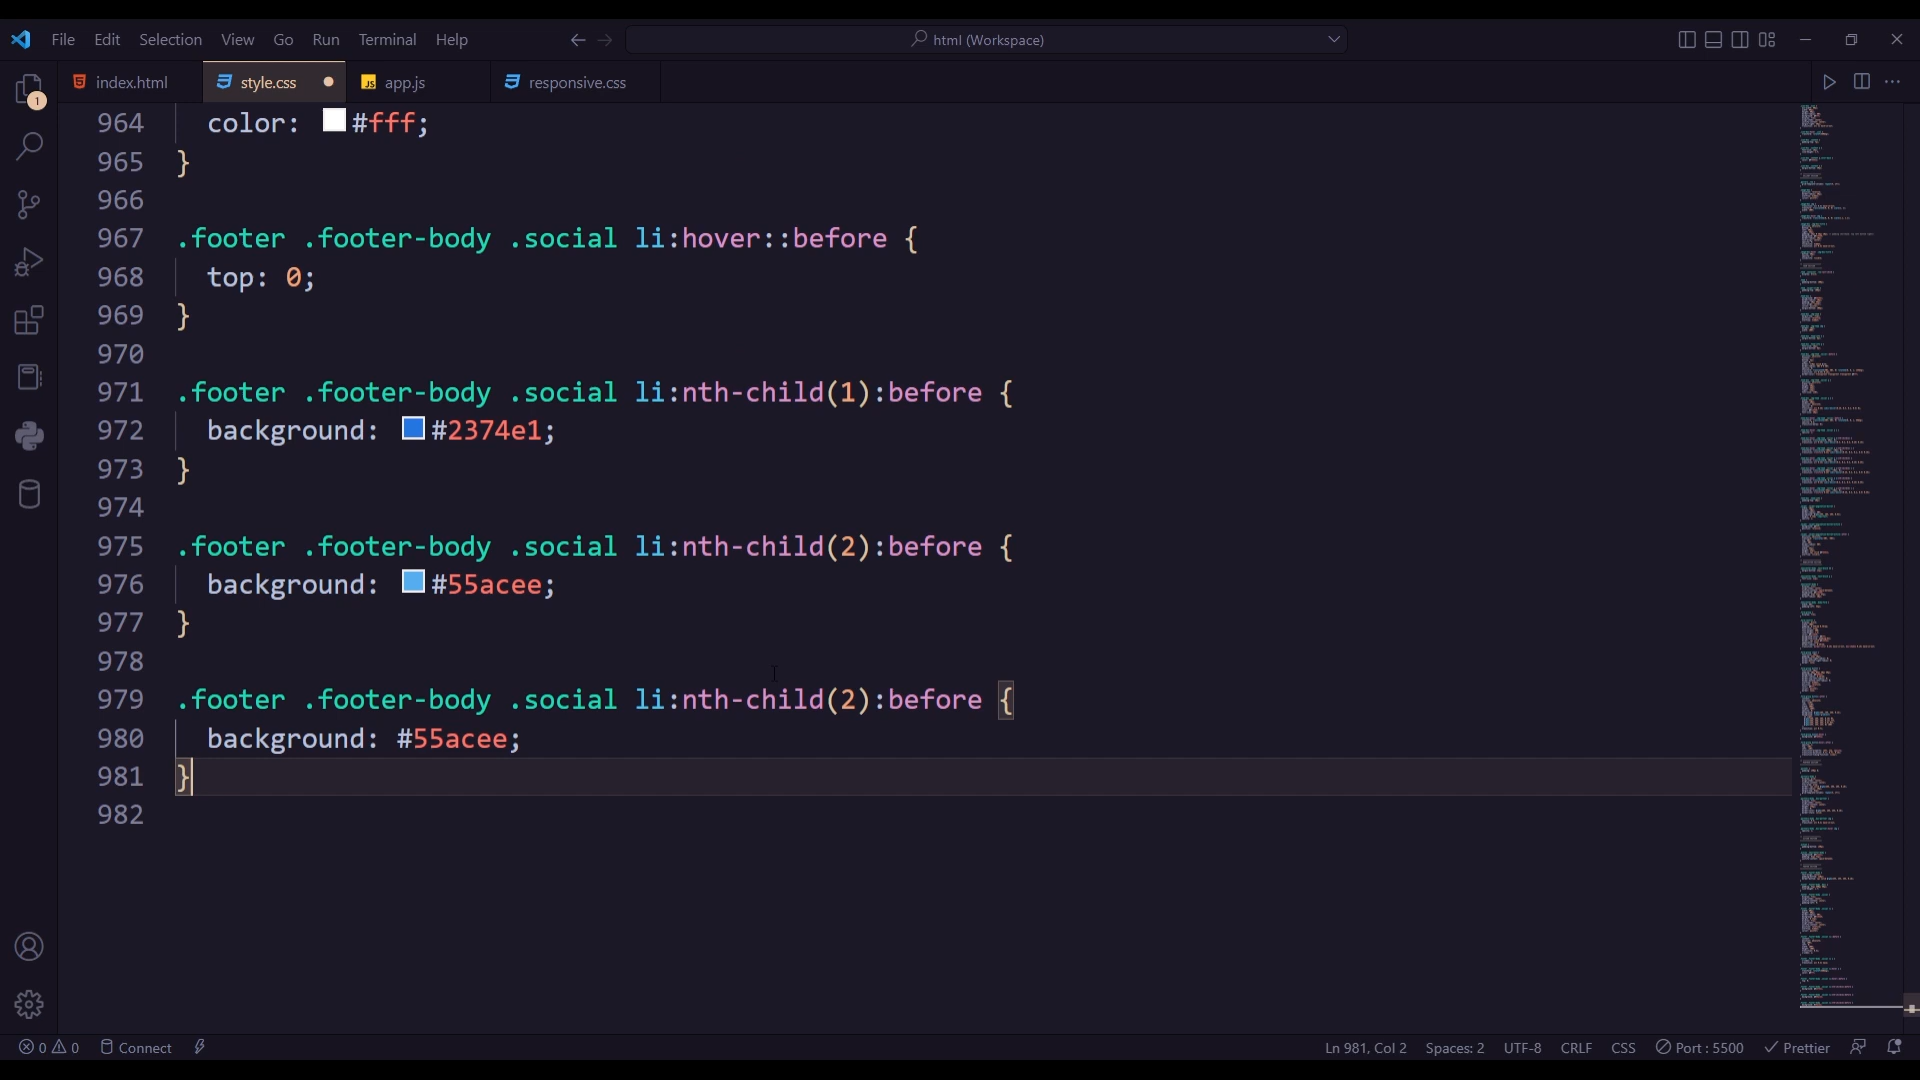 File Edit Selection View Go Run Terminal Help
html (Workspace)
index.html style.css app.js responsive.css
1
964 color: #fff;
965 }
966
967 .footer .footer-body .social li:hover::before {
968 top: 0;
969 }
970
971 .footer .footer-body .social li:nth-child(1):before {
972 background: #2374e1;
973 }
974
975 .footer .footer-body .social li:nth-child(2):before {
976 background: #55acee;
977 }
978
979 .footer .footer-body .social li:nth-child(2):before {
980 background: #55acee;
981 }
982
0 0 Connect Ln 981, Col 2 Spaces: 2 UTF-8 CRLF CSS Port : 5500 Prettier